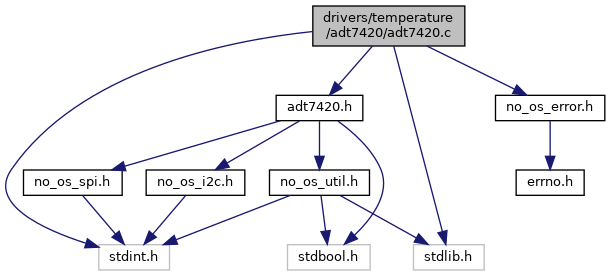 drivers/temperature
/adt7420/adt7420.c
adt7420.h
no_os_error.h
no_os_spi.h
no_os_i2c.h
no_os_util.h
errno.h
stdint.h
stdbool.h
stdlib.h